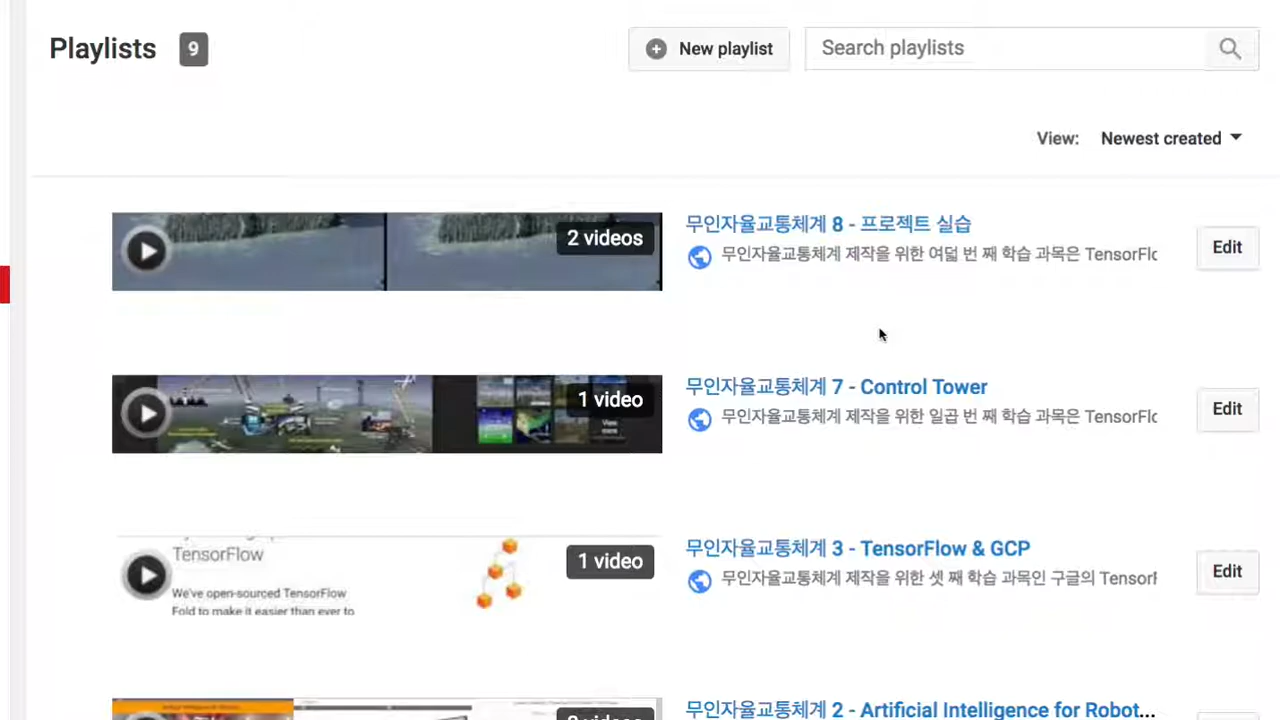 Playlists 9
New playlist
Search playlists
View: Newest created
2 videos
무인자율교통체계 8 - 프로젝트 실습
무인자율교통체계 제작을 위한 여덟 번 째 학습 과목은 TensorFlo
Edit
1 video
View more
무인자율교통체계 7 - Control Tower
무인자율교통체계 제작을 위한 일곱 번 째 학습 과목은 TensorFlo
Edit
TensorFlow
We've open-sourced TensorFlow
Fold to make it easier than ever to
1 video
무인자율교통체계 3 - TensorFlow & GCP
무인자율교통체계 제작을 위한 셋 째 학습 과목인 구글의 Tensorf
Edit
무인자율교통체계 2 - Artificial Intelligence for Robot...